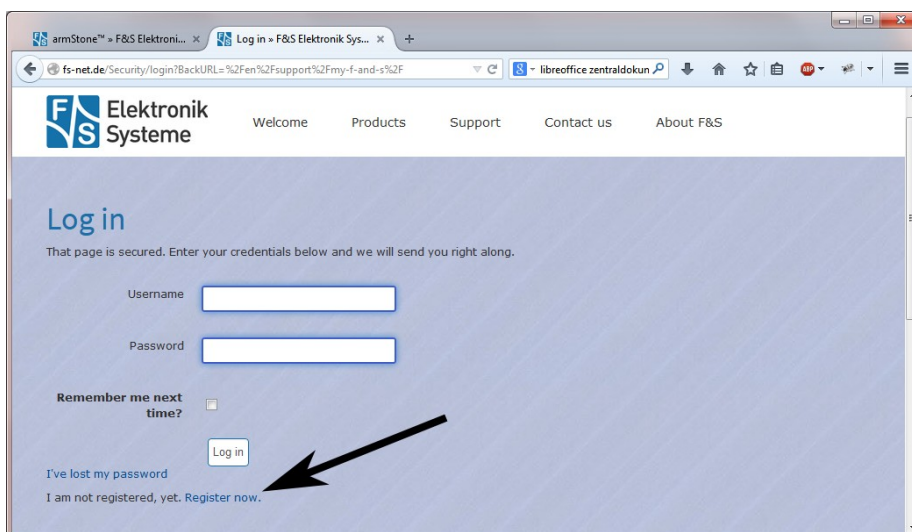 armStone™ » F&S Elektroni... ×
Log in » F&S Elektronik Sys... × +
fs-net.de/Security/login?BackURL=%2Fen%2Fsupport%2Fmy-f-and-s%2F
8 libreoffice zentraldokun
ABP
F&S Elektronik Systeme
Welcome Products Support Contact us About F&S
Log in
That page is secured. Enter your credentials below and we will send you right along.
Username
Password
Remember me next
time?
Log in
I've lost my password
I am not registered, yet. Register now.